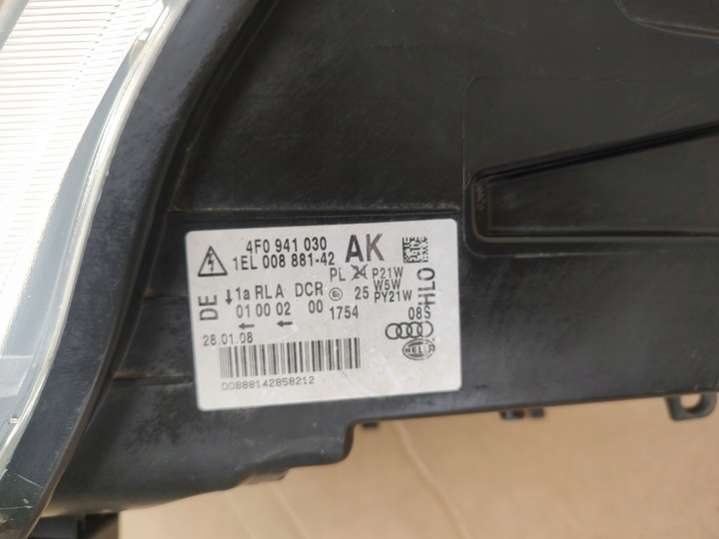 4F0 941 030 AK
1EL 008 881-42
PL 24 P21W
W5W
DE 1a RLA DCR 25 PY21W HLO
01 00 02 00 1754 08S
28.01.08
HELLA
00888142858212